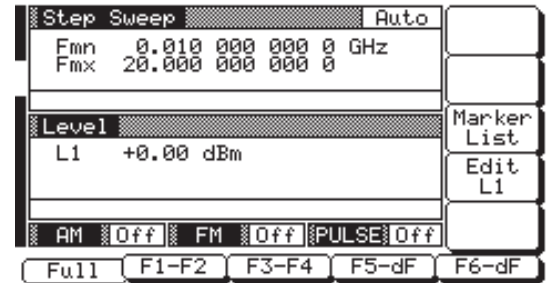 Step Sweep Auto
Fmn 0.010 000 000 0 GHz
Fmx 20.000 000 000 0
Level
L1 +0.00 dBm
AM Off FM Off PULSE Off
Marker
List
Edit
L1
Full F1-F2 F3-F4 F5-dF F6-dF